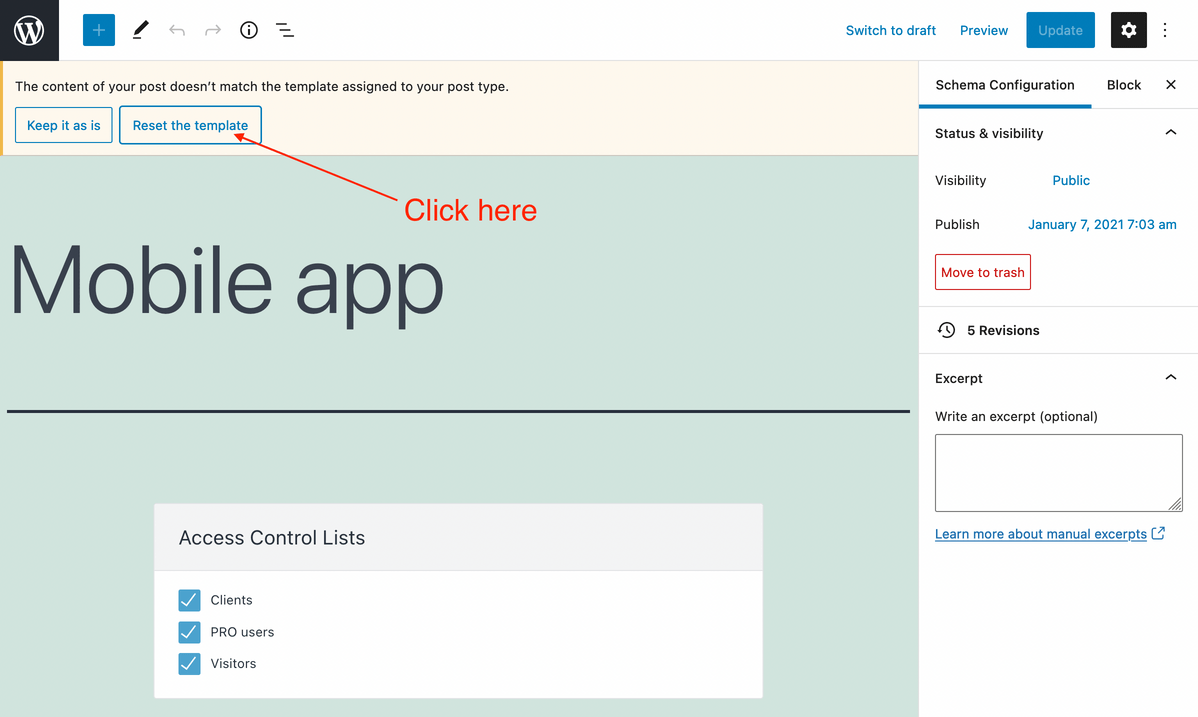 Switch to draft Preview Update
The content of your post doesn't match the template assigned to your post type.
Keep it as is Reset the template
Click here
Mobile app
Access Control Lists
Clients
PRO users
Visitors
Schema Configuration Block
Status & visibility
Visibility Public
Publish January 7, 2021 7:03 am
Move to trash
5 Revisions
Excerpt
Write an excerpt (optional)
Learn more about manual excerpts